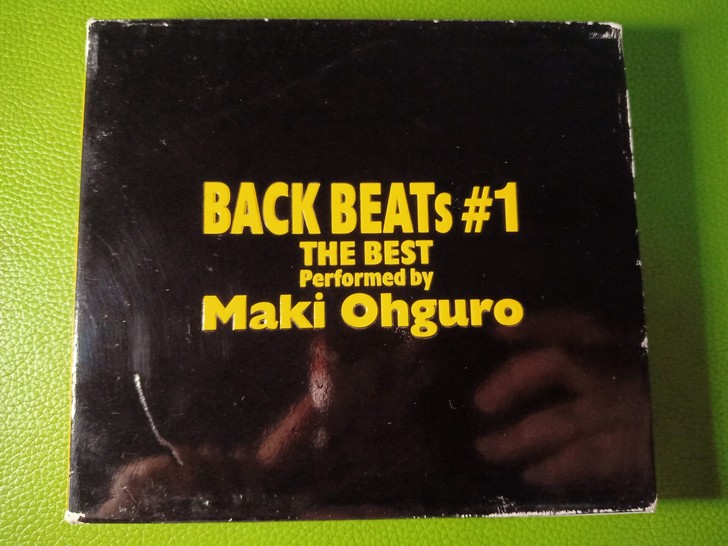 BACK BEATs #1
THE BEST
Performed by
Maki Ohguro